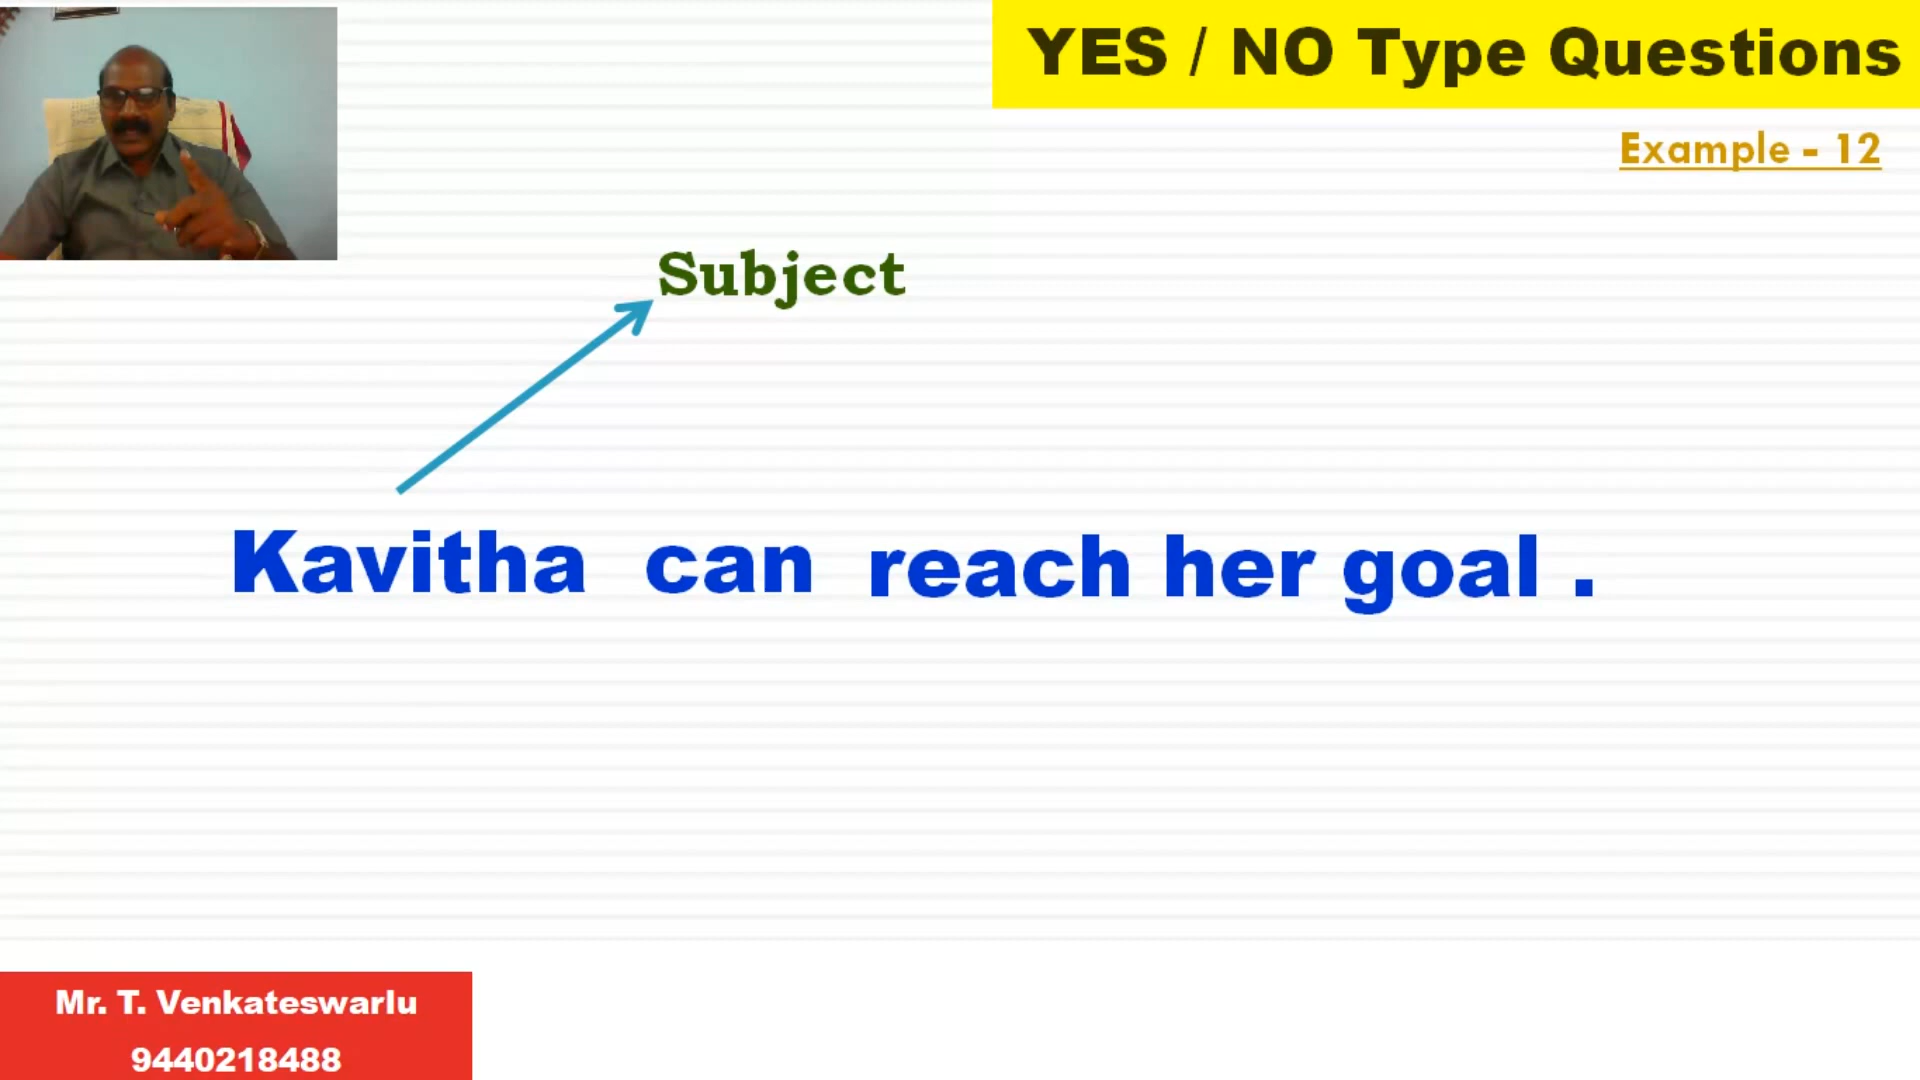 YES / NO Type Questions
Example - 12
Subject
Kavitha can reach her goal .
Mr. T. Venkateswarlu
9440218488